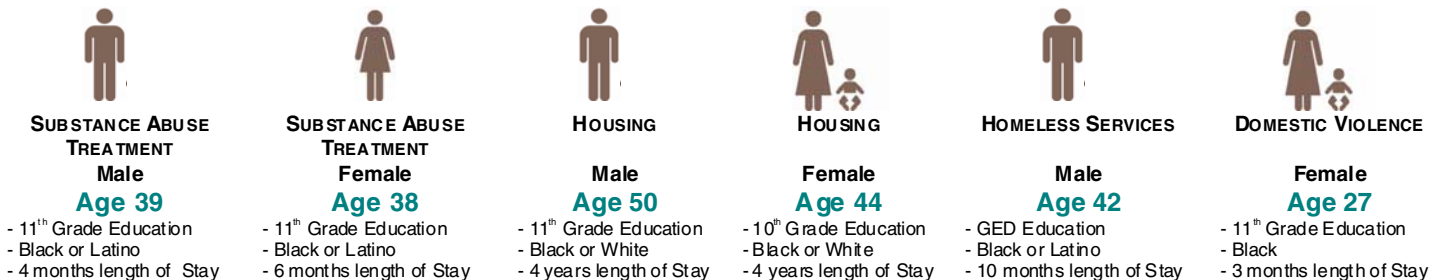 SUBSTANCE ABUSE
TREATMENT
Male
Age 39
- 11th Grade Education
- Black or Latino
- 4 months length of Stay
SUBSTANCE ABUSE
TREATMENT
Female
Age 38
- 11th Grade Education
- Black or Latino
- 6 months length of Stay
HOUSING
Male
Age 50
- 11th Grade Education
- Black or White
- 4 years length of Stay
HOUSING
Female
Age 44
- 10th Grade Education
- Black or White
- 4 years length of Stay
HOMELESS SERVICES
Male
Age 42
- GED Education
- Black or Latino
- 10 months length of Stay
DOMESTIC VIOLENCE
Female
Age 27
- 11th Grade Education
- Black
- 3 months length of Stay